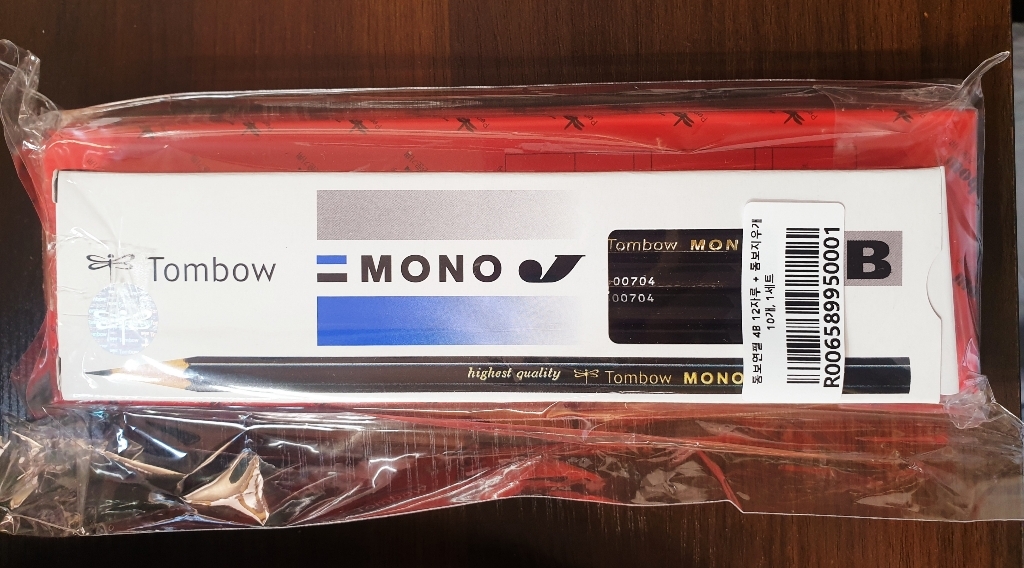 Tombow
MONO J
Tombow MON
00704
00704
B
highest quality Tombow MONO
톰보연필 4B 12자루 + 톰보지우개
10개, 1세트
R006589950001